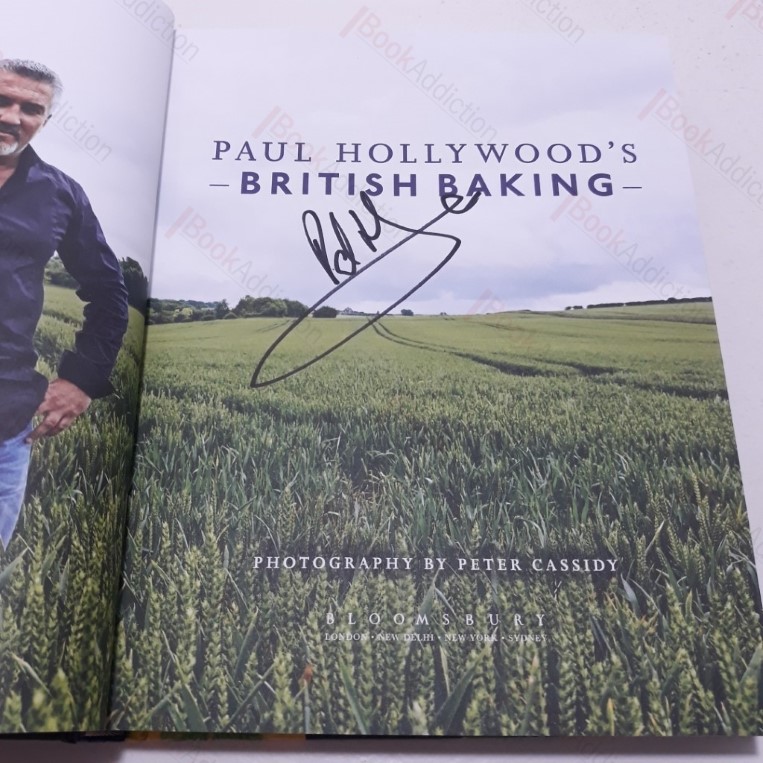 PAUL HOLLYWOOD'S
–BRITISH BAKING–
PHOTOGRAPHY BY PETER CASSIDY
BLOOMSBURY
LONDON • NEW DELHI • NEW YORK • SYDNEY
BookAddiction